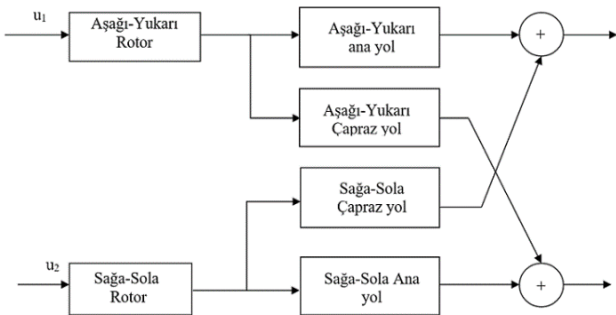 u₁
Aşağı-Yukarı
Rotor
Aşağı-Yukarı
ana yol
+
Aşağı-Yukarı
Çapraz yol
Sağa-Sola
Çapraz yol
u₂
Sağa-Sola
Rotor
Sağa-Sola Ana
yol
+